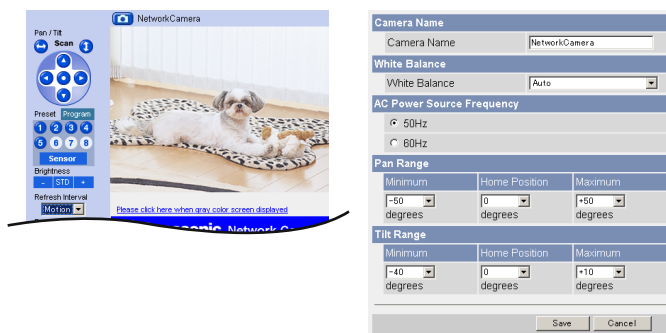 NetworkCamera
Pan / Tilt
Scan
Preset Program
1 2 3 4
5 6 7 8
Sensor
Brightness
- STD +
Refresh Interval
Motion
Please click here when gray color screen displayed
Network
Camera Name
Camera Name NetworkCamera
White Balance
White Balance Auto
AC Power Source Frequency
50Hz
60Hz
Pan Range
Minimum Home Position Maximum
-50 0 +50
degrees degrees degrees
Tilt Range
Minimum Home Position Maximum
-40 0 +10
degrees degrees degrees
Save Cancel